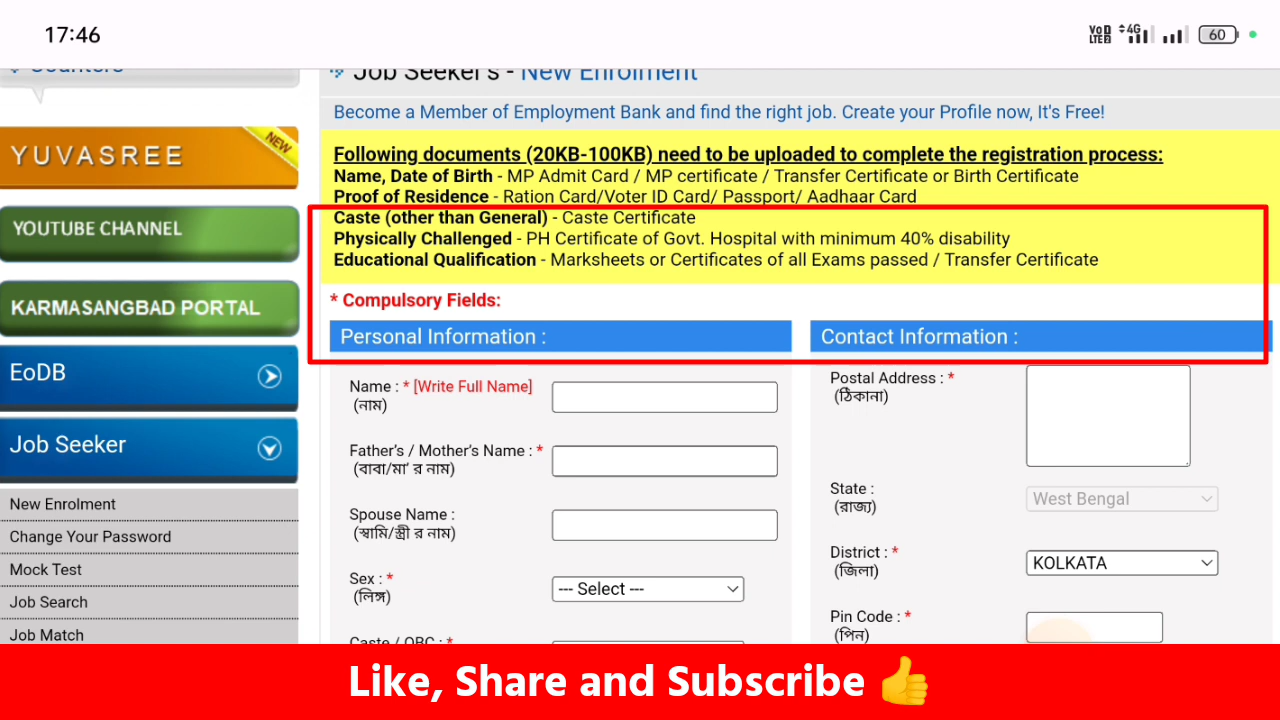 17:46
VoD LTE2 4G 60
Counters
Job Seeker's - New Enrolment
Become a Member of Employment Bank and find the right job. Create your Profile now, It's Free!
YUVASREE
NEW
YOUTUBE CHANNEL
KARMASANGBAD PORTAL
EoDB
Job Seeker
New Enrolment
Change Your Password
Mock Test
Job Search
Job Match
Following documents (20KB-100KB) need to be uploaded to complete the registration process:
Name, Date of Birth - MP Admit Card / MP certificate / Transfer Certificate or Birth Certificate
Proof of Residence - Ration Card/Voter ID Card/ Passport/ Aadhaar Card
Caste (other than General) - Caste Certificate
Physically Challenged - PH Certificate of Govt. Hospital with minimum 40% disability
Educational Qualification - Marksheets or Certificates of all Exams passed / Transfer Certificate
* Compulsory Fields:
Personal Information :
Name : * [Write Full Name]
(নাম)
Father's / Mother's Name : *
(বাবা/মা' র নাম)
Spouse Name :
(স্বামি/স্ত্রী র নাম)
Sex : *
(লিঙ্গ)
--- Select ---
Caste / OBC : *
Contact Information :
Postal Address : *
(ঠিকানা)
State :
(রাজ্য)
West Bengal
District : *
(জিলা)
KOLKATA
Pin Code : *
(পিন)
Like, Share and Subscribe 👍